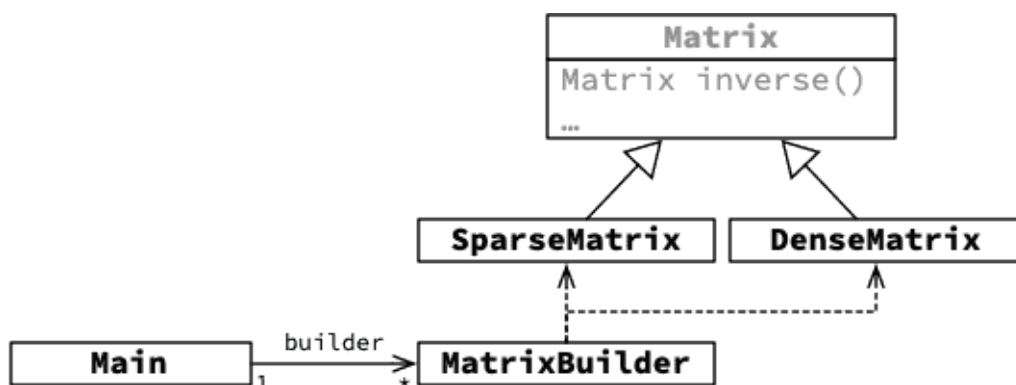 Matrix
Matrix inverse()
…
SparseMatrix
DenseMatrix
builder
Main
MatrixBuilder
1
*